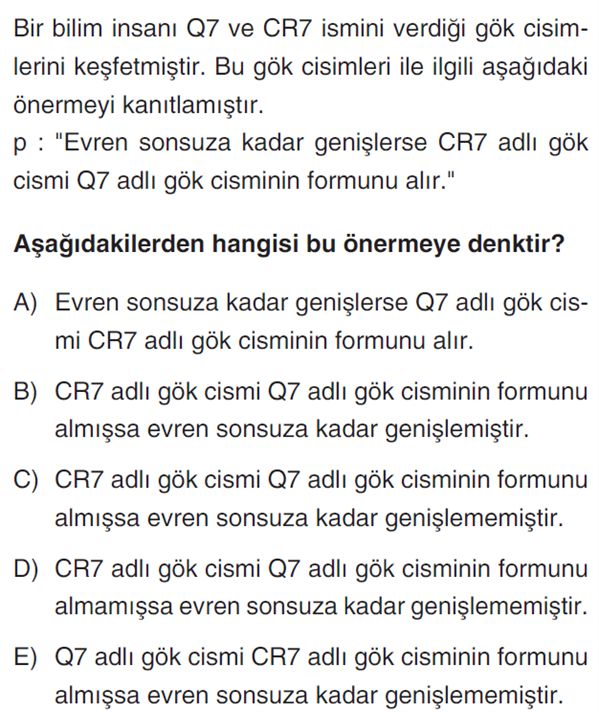 Bir bilim insanı Q7 ve CR7 ismini verdiği gök cisim-
lerini keşfetmiştir. Bu gök cisimleri ile ilgili aşağıdaki
önermeyi kanıtlamıştır.
p : "Evren sonsuza kadar genişlerse CR7 adlı gök
cismi Q7 adlı gök cisminin formunu alır."
Aşağıdakilerden hangisi bu önermeye denktir?
A) Evren sonsuza kadar genişlerse Q7 adlı gök cis-
mi CR7 adlı gök cisminin formunu alır.
B) CR7 adlı gök cismi Q7 adlı gök cisminin formunu
almışsa evren sonsuza kadar genişlemiştir.
C) CR7 adlı gök cismi Q7 adlı gök cisminin formunu
almışsa evren sonsuza kadar genişlememiştir.
D) CR7 adlı gök cismi Q7 adlı gök cisminin formunu
almamışsa evren sonsuza kadar genişlememiştir.
E) Q7 adlı gök cismi CR7 adlı gök cisminin formunu
almışsa evren sonsuza kadar genişlememiştir.